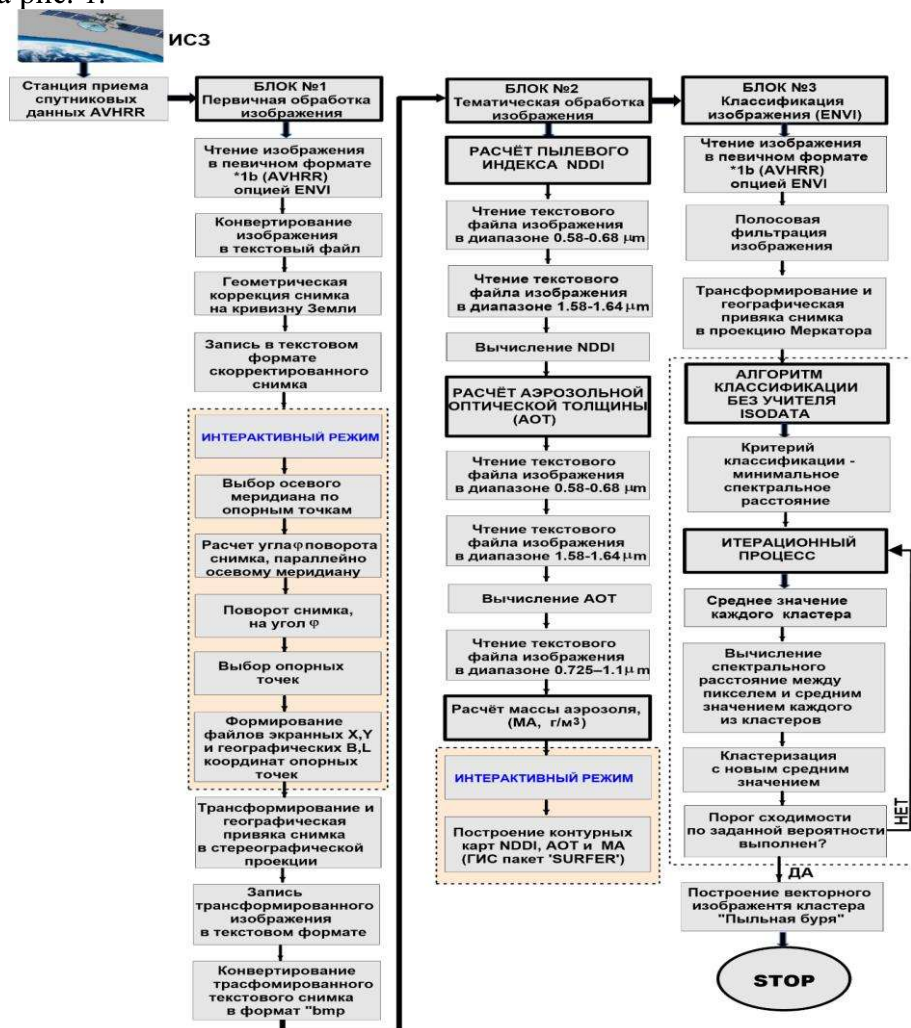 а рис. 1.
ИСЗ
Станция приема
спутниковых
данных AVHRR
БЛОК №1
Первичная обработка
изображения
Чтение изображения
в певичном формате
*1b (AVHRR)
опцией ENVI
Конвертирование
изображения
в текстовый файл
Геометрическая
коррекция снимка
на кривизну Земли
Запись в текстовом
формате
скорректированного
снимка
ИНТЕРАКТИВНЫЙ РЕЖИМ
Выбор осевого
меридиана по
опорным точкам
Расчет угла φ поворота
снимка, параллейно
осевому меридиану
Поворот снимка,
на угол φ
Выбор опорных
точек
Формирование
файлов экранных X,Y
и географических B,L
координат опорных
точек
Трансформирование и
географическая
привяка снимка
в стереографической
проекции
Запись
трансформированного
изображения
в текстовом формате
Конвертирование
трасформированного
текстового снимка
в формат "bmp
БЛОК №2
Тематическая обработка
изображения
РАСЧЁТ ПЫЛЕВОГО
ИНДЕКСА NDDI
Чтение текстового
файла изображения
в диапазоне 0.58-0.68 μm
Чтение текстового
файла изображения
в диапазоне 1.58-1.64 μm
Вычисление NDDI
РАСЧЁТ АЭРОЗОЛЬНОЙ
ОПТИЧЕСКОЙ ТОЛЩИНЫ
(АОТ)
Чтение текстового
файла изображения
в диапазоне 0.58-0.68 μm
Чтение текстового
файла изображения
в диапазоне 1.58-1.64 μm
Вычисление АОТ
Чтение текстового
файла изображения
в диапазоне 0.725–1.1 μm
Расчёт массы аэрозоля,
(МА, г/м³)
ИНТЕРАКТИВНЫЙ РЕЖИМ
Построение контурных
карт NDDI, АОТ и МА
(ГИС пакет 'SURFER')
БЛОК №3
Классификация
изображения (ENVI)
Чтение изображения
в певичном формате
*1b (AVHRR)
опцией ENVI
Полосовая
фильтрация
изображения
Трансформирование и
географическая
привяка снимка
в проекцию Меркатора
АЛГОРИТМ
КЛАССИФИКАЦИИ
БЕЗ УЧИТЕЛЯ
ISODATA
Критерий
классификации -
минимальное
спектральное
расстояние
ИТЕРАЦИОННЫЙ
ПРОЦЕСС
Среднее значение
каждого кластера
Вычисление
спектрального
расстояние между
пикселем и средним
значением каждого
из кластеров
Кластеризация
с новым средним
значением
Порог сходимости
по заданной вероятности
выполнен?
НЕТ
ДА
Построение векторного
изображентя кластера
"Пыльная буря"
STOP